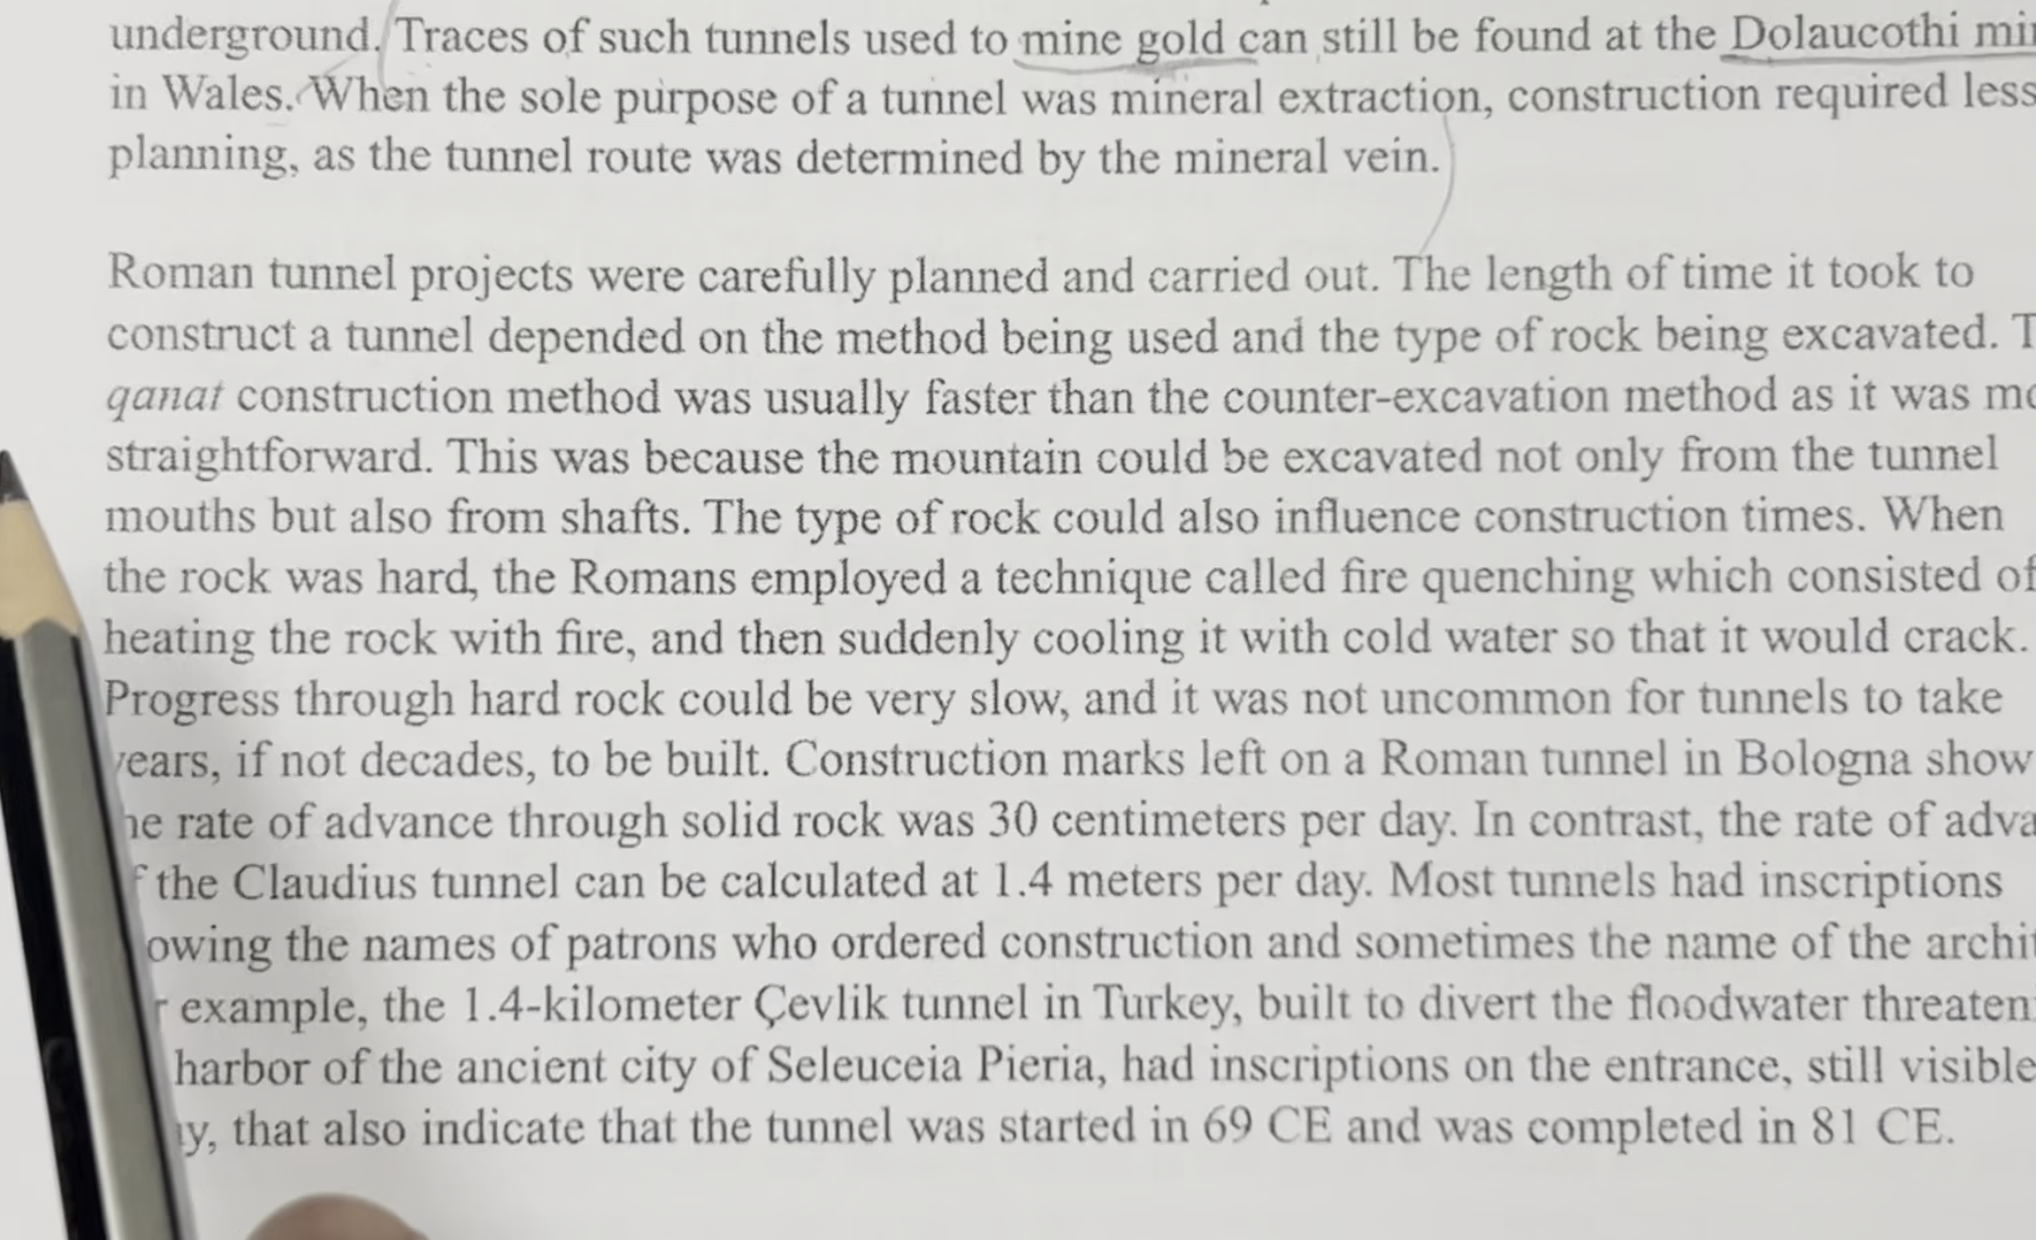 underground. Traces of such tunnels used to mine gold can still be found at the Dolaucothi
in Wales. When the sole purpose of a tunnel was mineral extraction, construction required less
planning, as the tunnel route was determined by the mineral vein.
Roman tunnel projects were carefully planned and carried out. The length of time it took to
construct a tunnel depended on the method being used and the type of rock being excavated.
qanat construction method was usually faster than the counter-excavation method as it was
straightforward. This was because the mountain could be excavated not only from the tunnel
mouths but also from shafts. The type of rock could also influence construction times. When
the rock was hard, the Romans employed a technique called fire quenching which consisted of
heating the rock with fire, and then suddenly cooling it with cold water so that it would crack.
Progress through hard rock could be very slow, and it was not uncommon for tunnels to take
years, if not decades, to be built. Construction marks left on a Roman tunnel in Bologna show
rate of advance through solid rock was 30 centimeters per day. In contrast, the rate of
the Claudius tunnel can be calculated at 1.4 meters per day. Most tunnels had inscriptions
the names of patrons who ordered construction and sometimes the name of the
example, the 1.4-kilometer Çevlik tunnel in Turkey, built to divert the floodwater
harbor of the ancient city of Seleuceia Pieria, had inscriptions on the entrance, still visible
that also indicate that the tunnel was started in 69 CE and was completed in 81 CE.